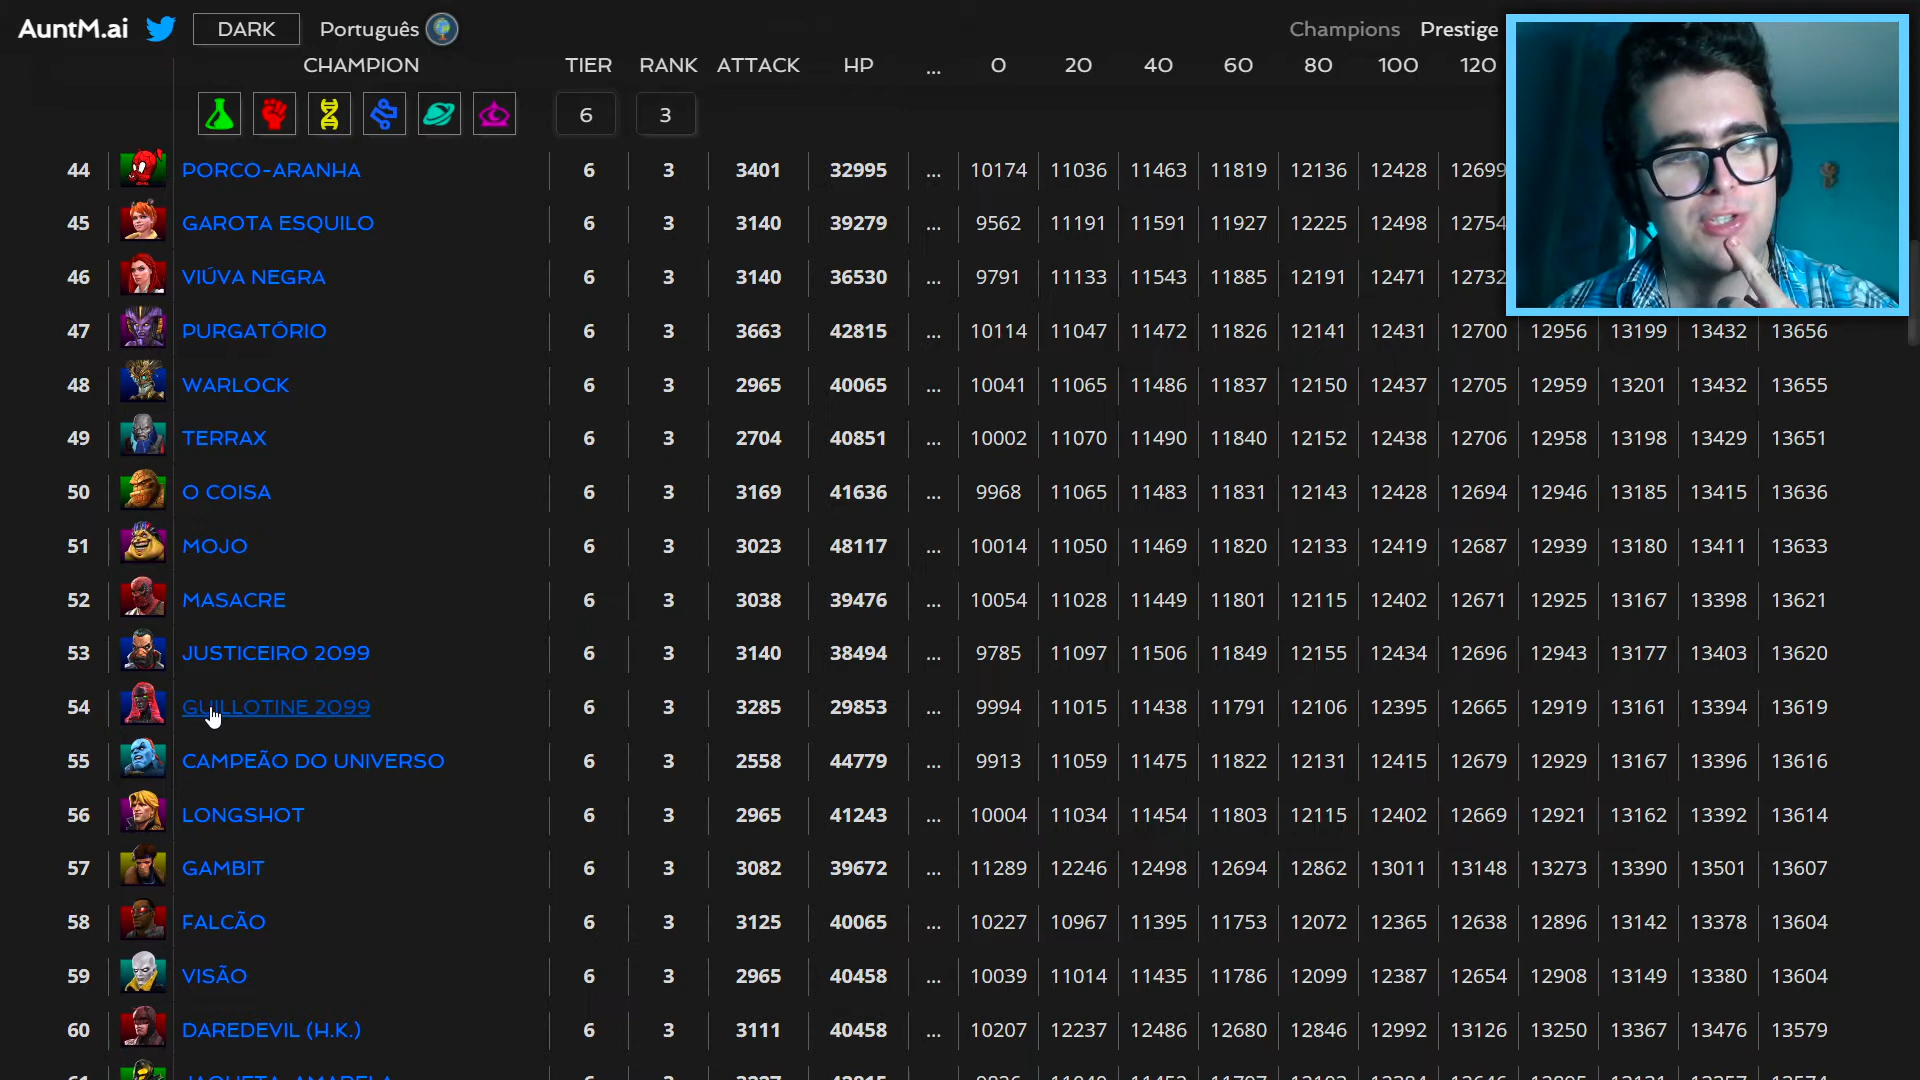 AuntM.ai DARK Português Champions Prestige
CHAMPION TIER RANK ATTACK HP ... 0 20 40 60 80 100 120
6 3
44 PORCO-ARANHA 6 3 3401 32995 ... 10174 11036 11463 11819 12136 12428 12699
45 GAROTA ESQUILO 6 3 3140 39279 ... 9562 11191 11591 11927 12225 12498 12754
46 VIÚVA NEGRA 6 3 3140 36530 ... 9791 11133 11543 11885 12191 12471 12732
47 PURGATÓRIO 6 3 3663 42815 ... 10114 11047 11472 11826 12141 12431 12700 12956 13199 13432 13656
48 WARLOCK 6 3 2965 40065 ... 10041 11065 11486 11837 12150 12437 12705 12959 13201 13432 13655
49 TERRAX 6 3 2704 40851 ... 10002 11070 11490 11840 12152 12438 12706 12958 13198 13429 13651
50 O COISA 6 3 3169 41636 ... 9968 11065 11483 11831 12143 12428 12694 12946 13185 13415 13636
51 MOJO 6 3 3023 48117 ... 10014 11050 11469 11820 12133 12419 12687 12939 13180 13411 13633
52 MASACRE 6 3 3038 39476 ... 10054 11028 11449 11801 12115 12402 12671 12925 13167 13398 13621
53 JUSTICEIRO 2099 6 3 3140 38494 ... 9785 11097 11506 11849 12155 12434 12696 12943 13177 13403 13620
54 GUILLOTINE 2099 6 3 3285 29853 ... 9994 11015 11438 11791 12106 12395 12665 12919 13161 13394 13619
55 CAMPEÃO DO UNIVERSO 6 3 2558 44779 ... 9913 11059 11475 11822 12131 12415 12679 12929 13167 13396 13616
56 LONGSHOT 6 3 2965 41243 ... 10004 11034 11454 11803 12115 12402 12669 12921 13162 13392 13614
57 GAMBIT 6 3 3082 39672 ... 11289 12246 12498 12694 12862 13011 13148 13273 13390 13501 13607
58 FALCÃO 6 3 3125 40065 ... 10227 10967 11395 11753 12072 12365 12638 12896 13142 13378 13604
59 VISÃO 6 3 2965 40458 ... 10039 11014 11435 11786 12099 12387 12654 12908 13149 13380 13604
60 DAREDEVIL (H.K.) 6 3 3111 40458 ... 10207 12237 12486 12680 12846 12992 13126 13250 13367 13476 13579